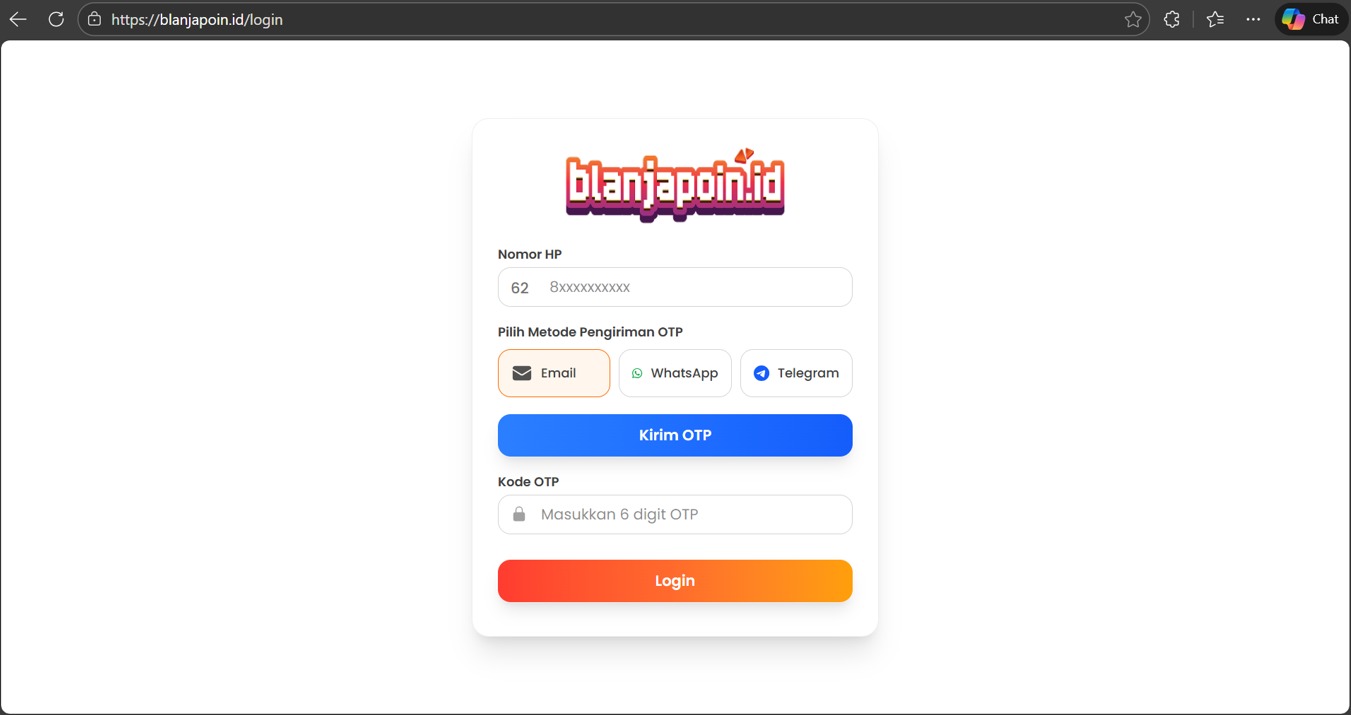 https://blanjapoin.id/login
Chat
blanjapoin.id
Nomor HP
62 8xxxxxxxxxx
Pilih Metode Pengiriman OTP
Email WhatsApp Telegram
Kirim OTP
Kode OTP
Masukkan 6 digit OTP
Login